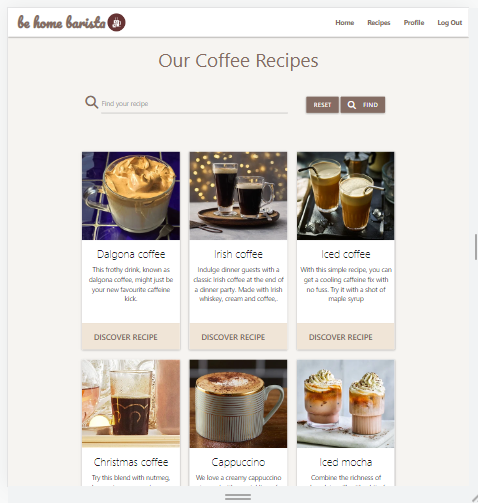 be home barista
Home Recipes Profile Log Out
Our Coffee Recipes
Find your recipe
RESET
FIND
Dalgona coffee
This frothy drink, known as
dalgona coffee, might just be
your new favourite caffeine
kick.
DISCOVER RECIPE
Irish coffee
Indulge dinner guests with a
classic Irish coffee at the end of
a dinner party. Made with Irish
whiskey, cream and coffee,.
DISCOVER RECIPE
Iced coffee
With this simple recipe, you can
get a cooling caffeine fix with
no fuss. Try it with a shot of
maple syrup
DISCOVER RECIPE
Christmas coffee
Try this blend with nutmeg,
Cappuccino
We love a creamy cappuccino
Iced mocha
Combine the richness of